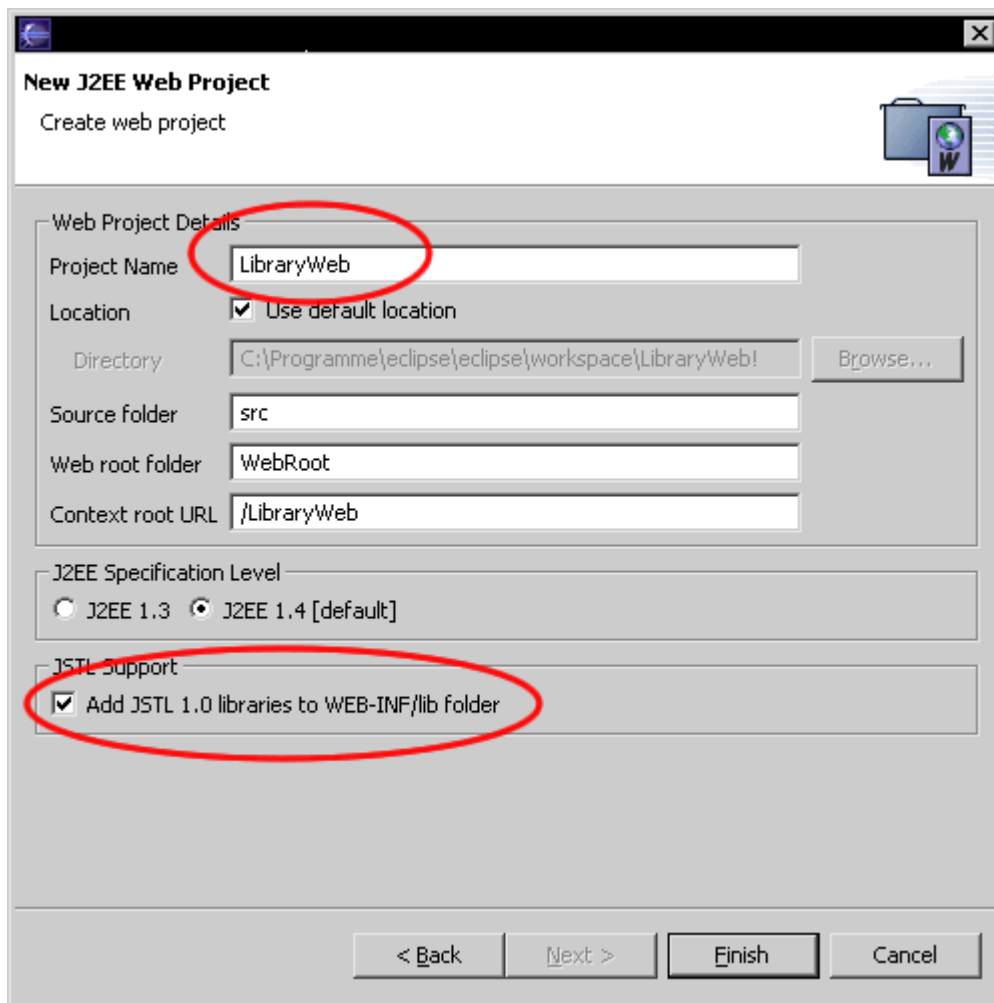 New J2EE Web Project
Create web project
W
Web Project Details
Project Name LibraryWeb
Location Use default location
Directory C:\Programme\eclipse\eclipse\workspace\LibraryWeb! Browse...
Source folder src
Web root folder WebRoot
Context root URL /LibraryWeb
J2EE Specification Level
J2EE 1.3 J2EE 1.4 [default]
JSTL Support
Add JSTL 1.0 libraries to WEB-INF/lib folder
< Back Next > Finish Cancel